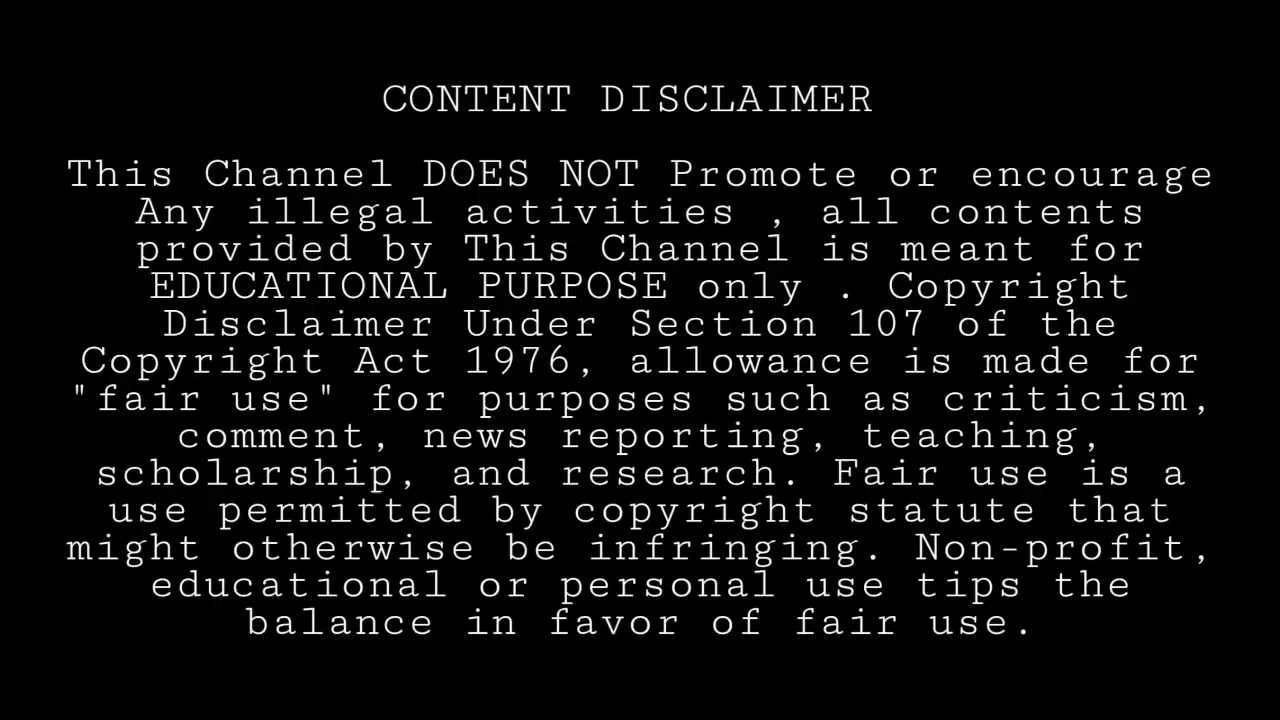 CONTENT DISCLAIMER
This Channel DOES NOT Promote or encourage
Any illegal activities , all contents
provided by This Channel is meant for
EDUCATIONAL PURPOSE only . Copyright
Disclaimer Under Section 107 of the
Copyright Act 1976, allowance is made for
"fair use" for purposes such as criticism,
comment, news reporting, teaching,
scholarship, and research. Fair use is a
use permitted by copyright statute that
might otherwise be infringing. Non-profit,
educational or personal use tips the
balance in favor of fair use.